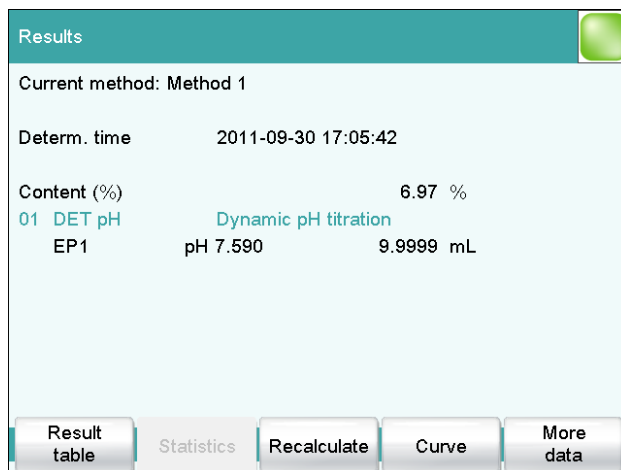 Results
Current method: Method 1
Determ. time 2011-09-30 17:05:42
Content (%) 6.97 %
01 DET pH Dynamic pH titration
EP1 pH 7.590 9.9999 mL
Result table Statistics Recalculate Curve More data